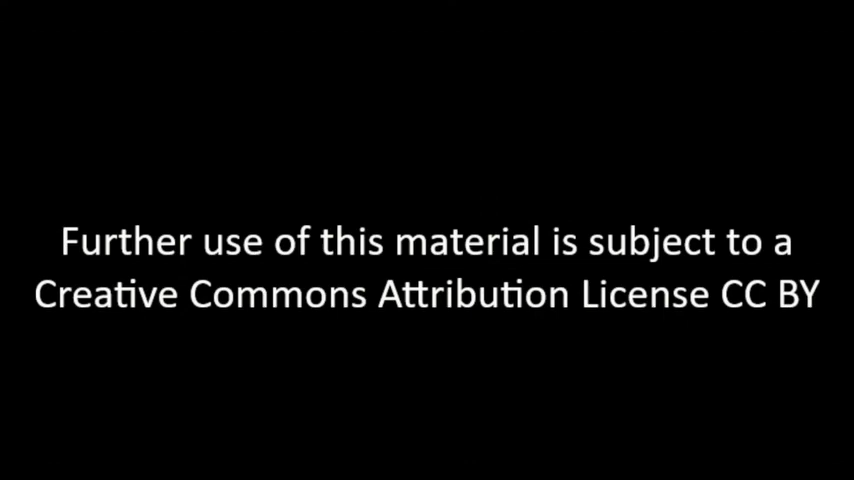 Further use of this material is subject to a
Creative Commons Attribution License CC BY